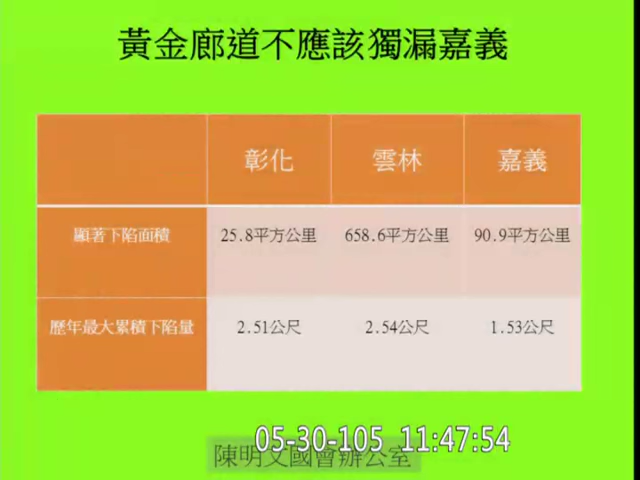 黃金廊道不應該獨漏嘉義
彰化 雲林 嘉義
顯著下陷面積 25.8平方公里 658.6平方公里 90.9平方公里
歷年最大累積下陷量 2.51公尺 2.54公尺 1.53公尺
05-30-105 11:47:54
陳明文國會辦公室